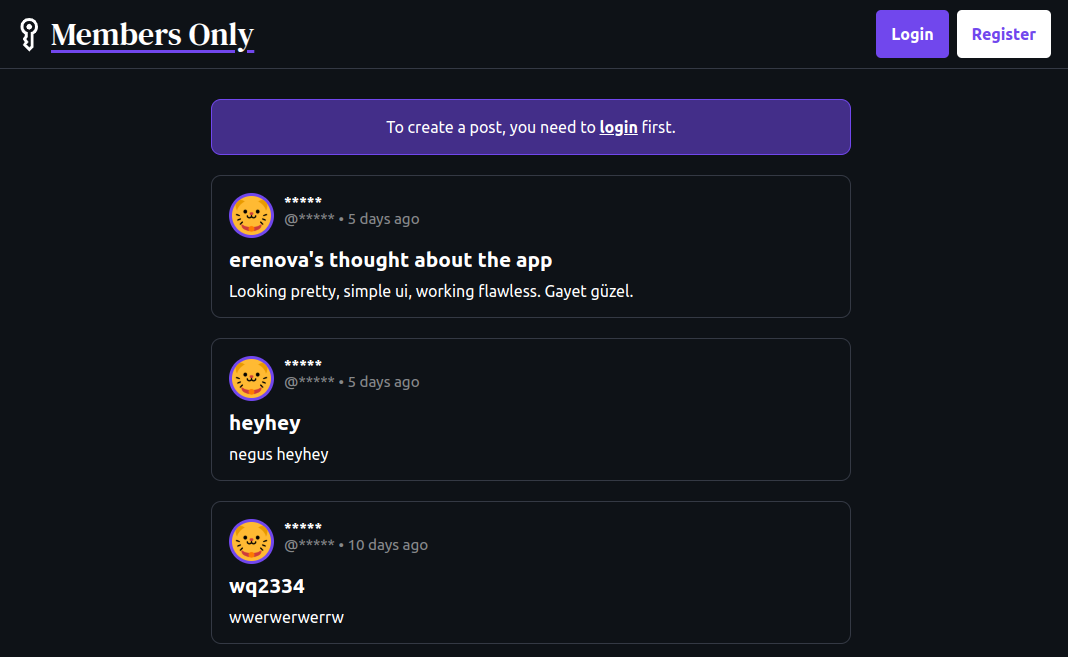 Members Only
Login
Register
To create a post, you need to login first.
*****
@***** • 5 days ago
erenova's thought about the app
Looking pretty, simple ui, working flawless. Gayet güzel.
*****
@***** • 5 days ago
heyhey
negus heyhey
*****
@***** • 10 days ago
wq2334
wwerwerwerrw